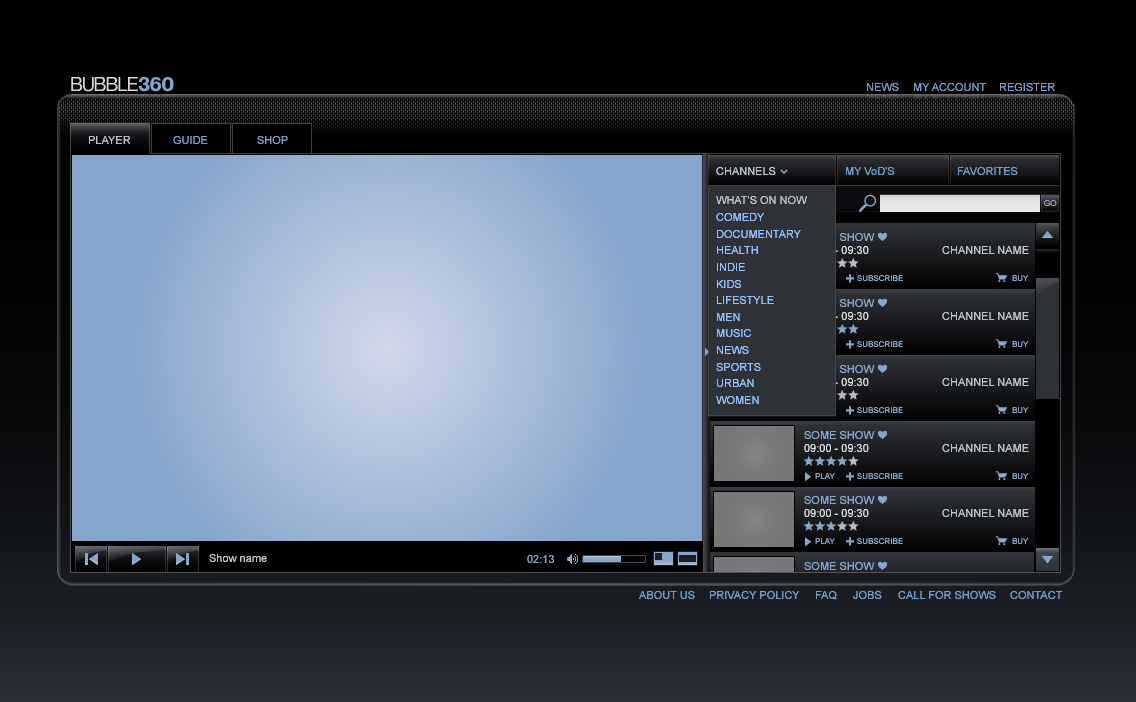 BUBBLE360
NEWS MY ACCOUNT REGISTER
PLAYER GUIDE SHOP
CHANNELS MY VoD'S FAVORITES
GO
WHAT'S ON NOW
COMEDY
DOCUMENTARY
HEALTH
INDIE
KIDS
LIFESTYLE
MEN
MUSIC
NEWS
SPORTS
URBAN
WOMEN
SHOW
- 09:30 CHANNEL NAME
SUBSCRIBE BUY
SHOW
- 09:30 CHANNEL NAME
SUBSCRIBE BUY
SHOW
- 09:30 CHANNEL NAME
SUBSCRIBE BUY
SOME SHOW
09:00 - 09:30 CHANNEL NAME
PLAY SUBSCRIBE BUY
SOME SHOW
09:00 - 09:30 CHANNEL NAME
PLAY SUBSCRIBE BUY
SOME SHOW
Show name 02:13
ABOUT US PRIVACY POLICY FAQ JOBS CALL FOR SHOWS CONTACT